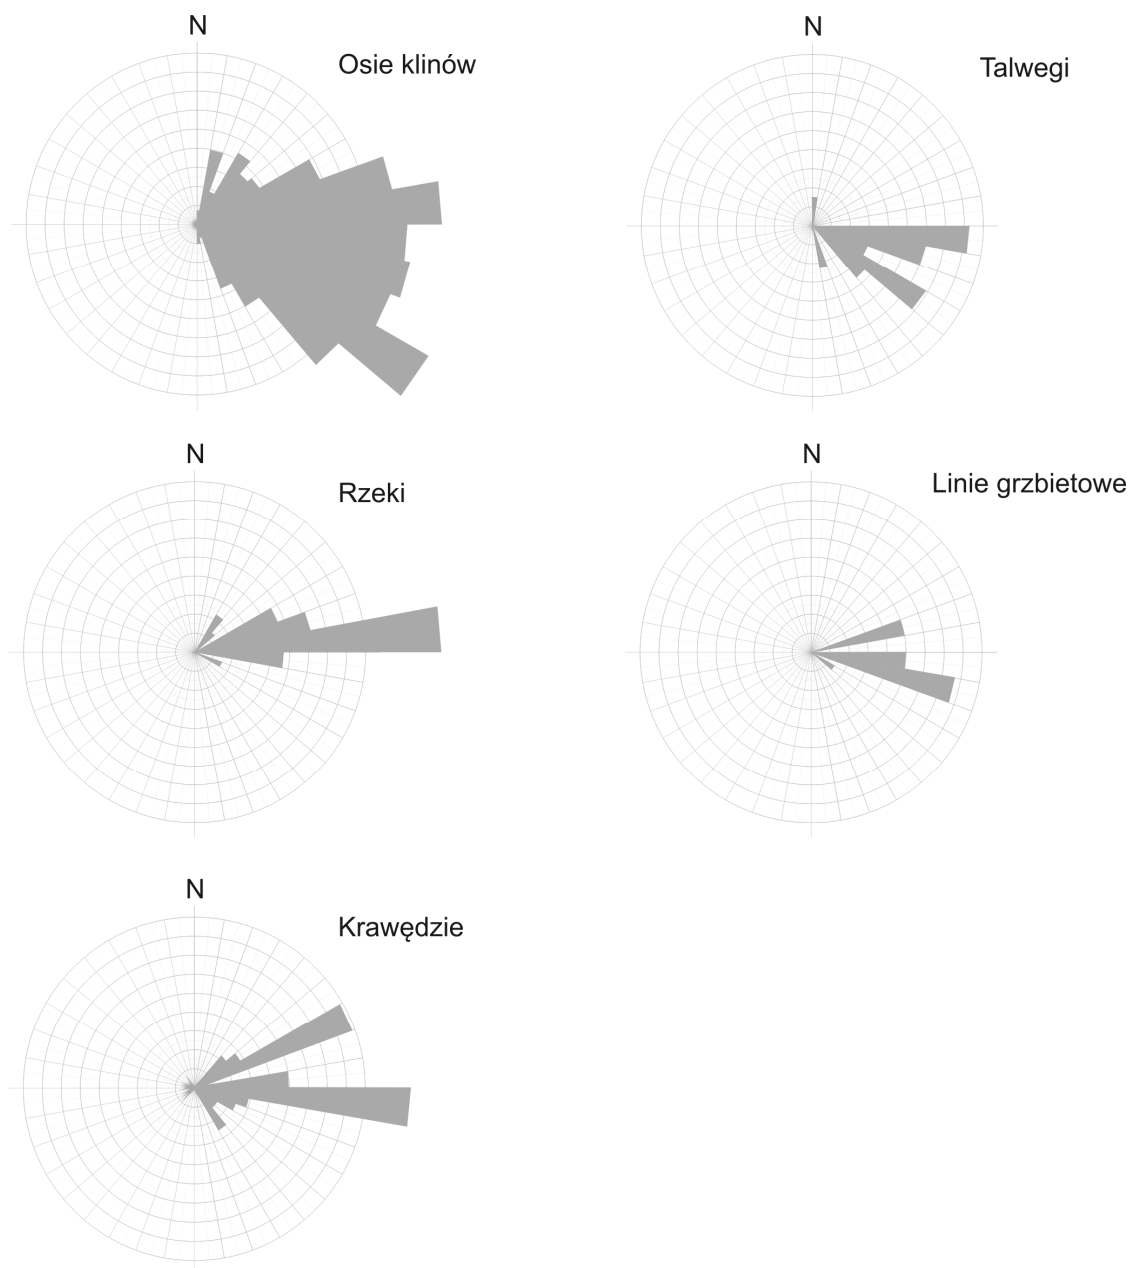 N
Osie klinów
N
Talwegi
N
Rzeki
N
Linie grzbietowe
N
Krawędzie